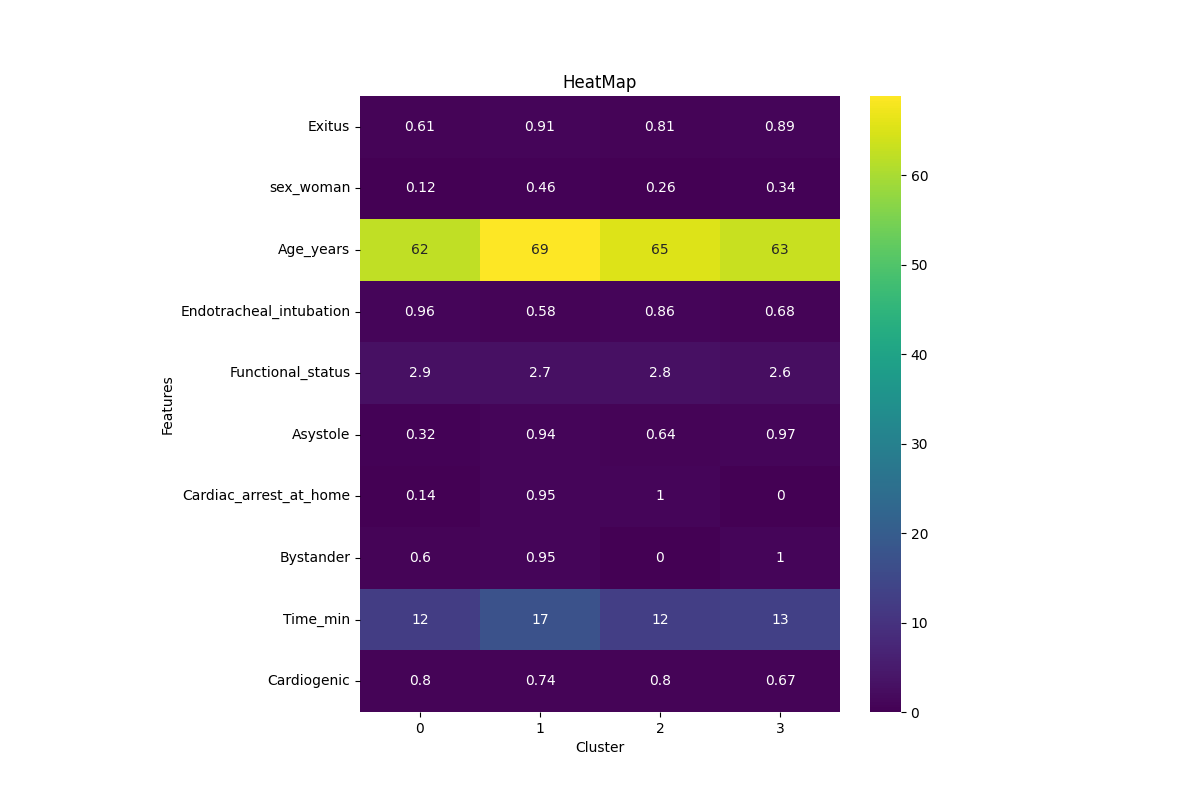 HeatMap
Exitus 0.61 0.91 0.81 0.89
sex_woman 0.12 0.46 0.26 0.34
Age_years 62 69 65 63
Endotracheal_intubation 0.96 0.58 0.86 0.68
Functional_status 2.9 2.7 2.8 2.6
Asystole 0.32 0.94 0.64 0.97
Cardiac_arrest_at_home 0.14 0.95 1 0
Bystander 0.6 0.95 0 1
Time_min 12 17 12 13
Cardiogenic 0.8 0.74 0.8 0.67
0 1 2 3
Cluster
Features
60
50
40
30
20
10
0